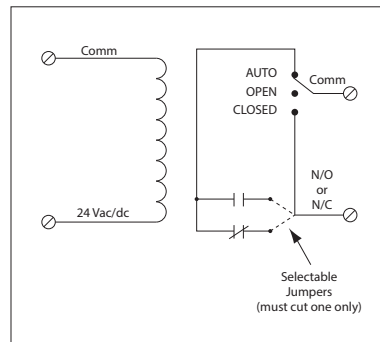 Comm
AUTO
OPEN
CLOSED
Comm
24 Vac/dc
N/O
or
N/C
Selectable
Jumpers
(must cut one only)